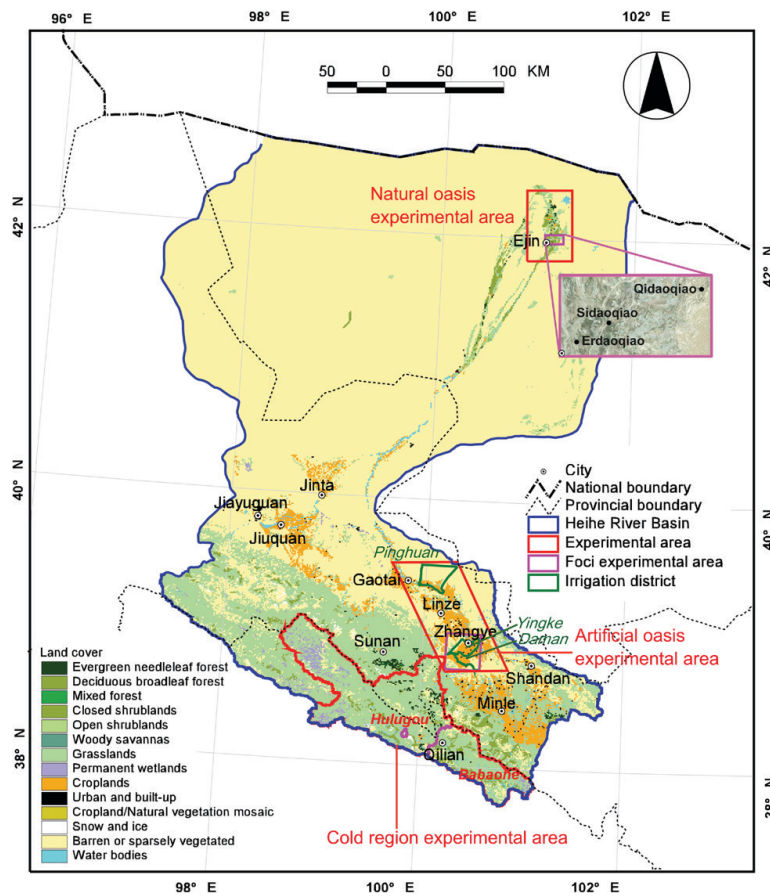 96° E
98° E
100° E
102° E
50 0 50 100 KM
42° N
42° N
Natural oasis
experimental area
Ejin
Qidaoqiao
Sidaoqiao
Erdaoqiao
40° N
40° N
Jinta
Jiayuguan
Jiuquan
City
National boundary
Provincial boundary
Heihe River Basin
Experimental area
Foci experimental area
Irrigation district
Pinghuan
Gaotai
Linze
Yingke
Zhangye
Daman
Artificial oasis
experimental area
Sunan
Shandan
Minle
Hulugou
Qilian
Babaohe
38° N
38° N
Land cover
Evergreen needleleaf forest
Deciduous broadleaf forest
Mixed forest
Closed shrublands
Open shrublands
Woody savannas
Grasslands
Permanent wetlands
Croplands
Urban and built-up
Cropland/Natural vegetation mosaic
Snow and ice
Barren or sparsely vegetated
Water bodies
Cold region experimental area
98° E
100° E
102° E